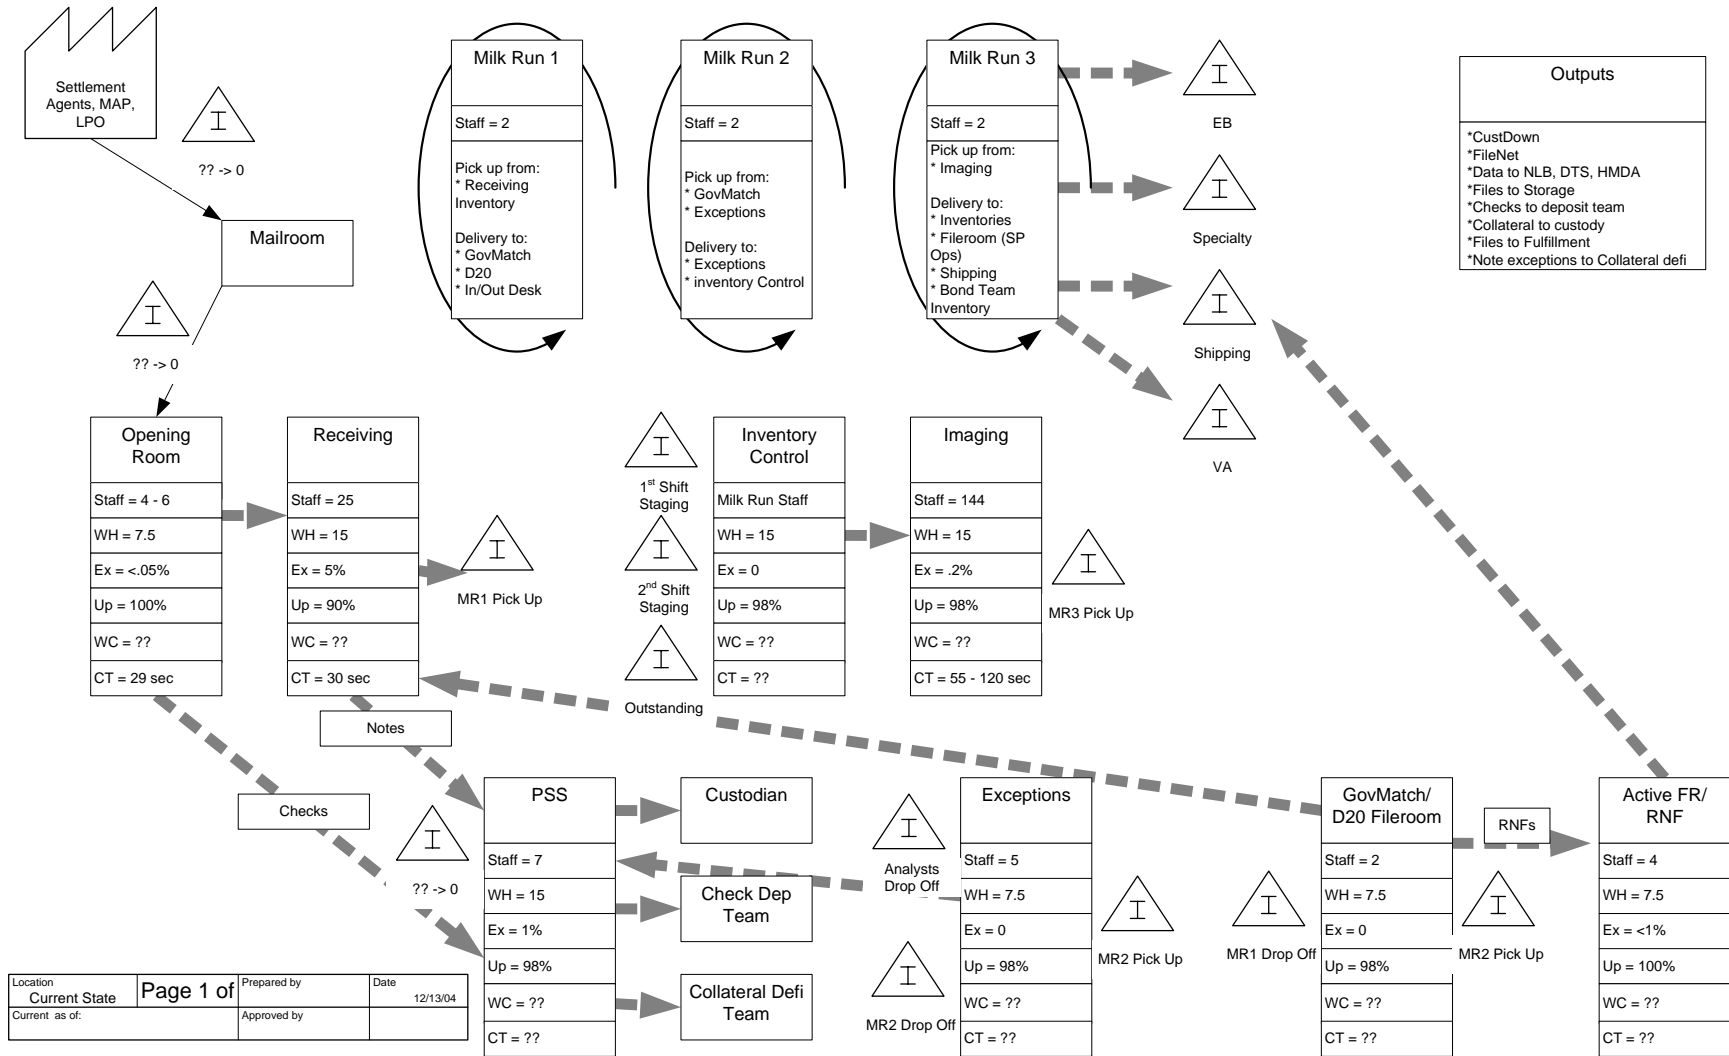 Settlement
Agents, MAP,
LPO
I
?? -> 0
Mailroom
I
?? -> 0
Milk Run 1
Staff = 2
Pick up from:
* Receiving
Inventory
Delivery to:
* GovMatch
* D20
* In/Out Desk
Milk Run 2
Staff = 2
Pick up from:
* GovMatch
* Exceptions
Delivery to:
* Exceptions
* inventory Control
Milk Run 3
Staff = 2
Pick up from:
* Imaging
Delivery to:
* Inventories
* Fileroom (SP
Ops)
* Shipping
* Bond Team
Inventory
I
EB
I
Specialty
I
Shipping
I
VA
Outputs
*CustDown
*FileNet
*Data to NLB, DTS, HMDA
*Files to Storage
*Checks to deposit team
*Collateral to custody
*Files to Fulfillment
*Note exceptions to Collateral defi
Opening
Room
Staff = 4 - 6
WH = 7.5
Ex = <.05%
Up = 100%
WC = ??
CT = 29 sec
Receiving
Staff = 25
WH = 15
Ex = 5%
Up = 90%
WC = ??
CT = 30 sec
I
MR1 Pick Up
I
1st Shift
Staging
I
2nd Shift
Staging
I
Outstanding
Inventory
Control
Milk Run Staff
WH = 15
Ex = 0
Up = 98%
WC = ??
CT = ??
Imaging
Staff = 144
WH = 15
Ex = .2%
Up = 98%
WC = ??
CT = 55 - 120 sec
I
MR3 Pick Up
Notes
Checks
I
?? -> 0
PSS
Staff = 7
WH = 15
Ex = 1%
Up = 98%
WC = ??
CT = ??
Custodian
Check Dep
Team
Collateral Defi
Team
I
Analysts
Drop Off
I
MR2 Drop Off
Exceptions
Staff = 5
WH = 7.5
Ex = 0
Up = 98%
WC = ??
CT = ??
I
MR2 Pick Up
I
MR1 Drop Off
GovMatch/
D20 Fileroom
Staff = 2
WH = 7.5
Ex = 0
Up = 98%
WC = ??
CT = ??
RNFs
I
MR2 Pick Up
Active FR/
RNF
Staff = 4
WH = 7.5
Ex = <1%
Up = 100%
WC = ??
CT = ??
Location
Current State
Page 1 of
Prepared by
Date
12/13/04
Current as of:
Approved by